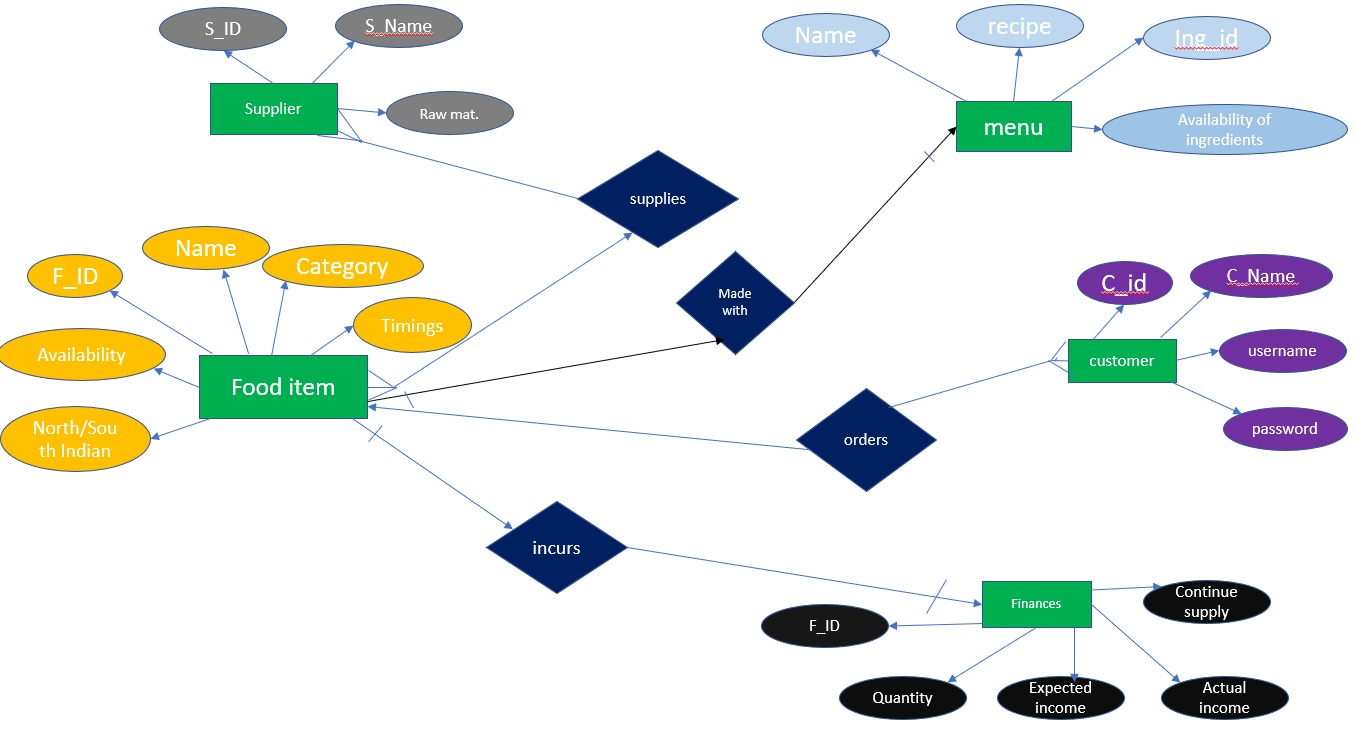 S_ID
S_Name
Supplier
Raw mat.
Name
recipe
Ing_id
menu
Availability of
ingredients
supplies
F_ID
Name
Category
Timings
Availability
Food item
North/Sou
th Indian
Made
with
C_id
C_Name
customer
username
password
orders
incurs
Finances
Continue
supply
F_ID
Quantity
Expected
income
Actual
income